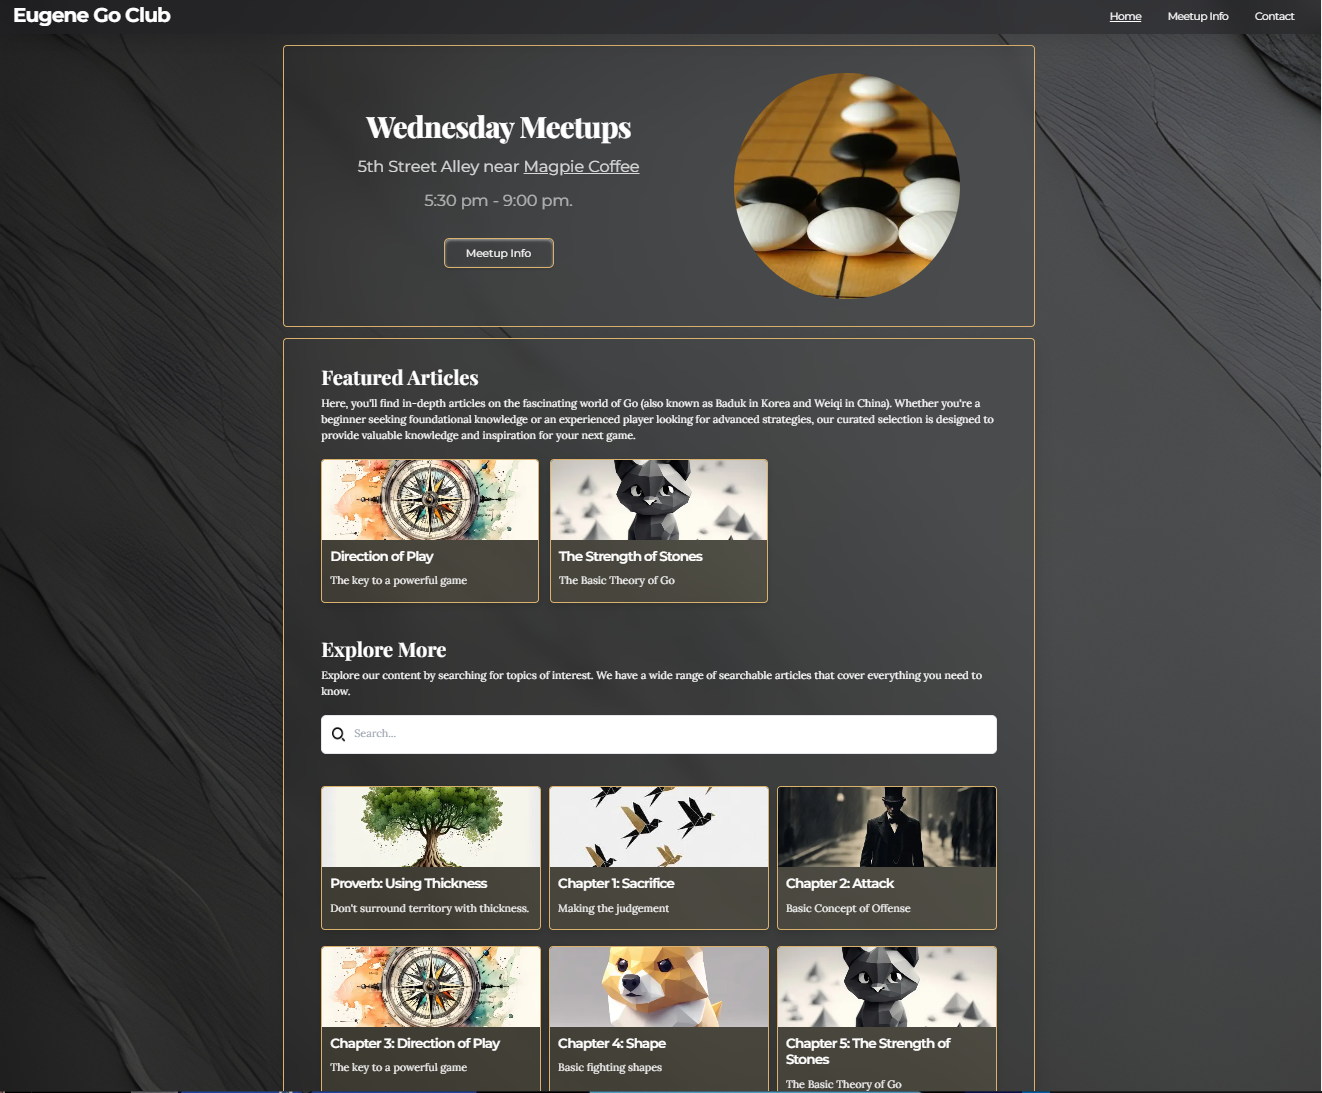 Eugene Go Club
Home
Meetup Info
Contact
Wednesday Meetups
5th Street Alley near Magpie Coffee
5:30 pm - 9:00 pm.
Meetup Info
Featured Articles
Here, you'll find in-depth articles on the fascinating world of Go (also known as Baduk in Korea and Weiqi in China). Whether you're a
beginner seeking foundational knowledge or an experienced player looking for advanced strategies, our curated selection is designed to
provide valuable knowledge and inspiration for your next game.
Direction of Play
The key to a powerful game
The Strength of Stones
The Basic Theory of Go
Explore More
Explore our content by searching for topics of interest. We have a wide range of searchable articles that cover everything you need to
know.
Search...
Proverb: Using Thickness
Don't surround territory with thickness.
Chapter 1: Sacrifice
Making the judgement
Chapter 2: Attack
Basic Concept of Offense
Chapter 3: Direction of Play
The key to a powerful game
Chapter 4: Shape
Basic fighting shapes
Chapter 5: The Strength of
Stones
The Basic Theory of Go